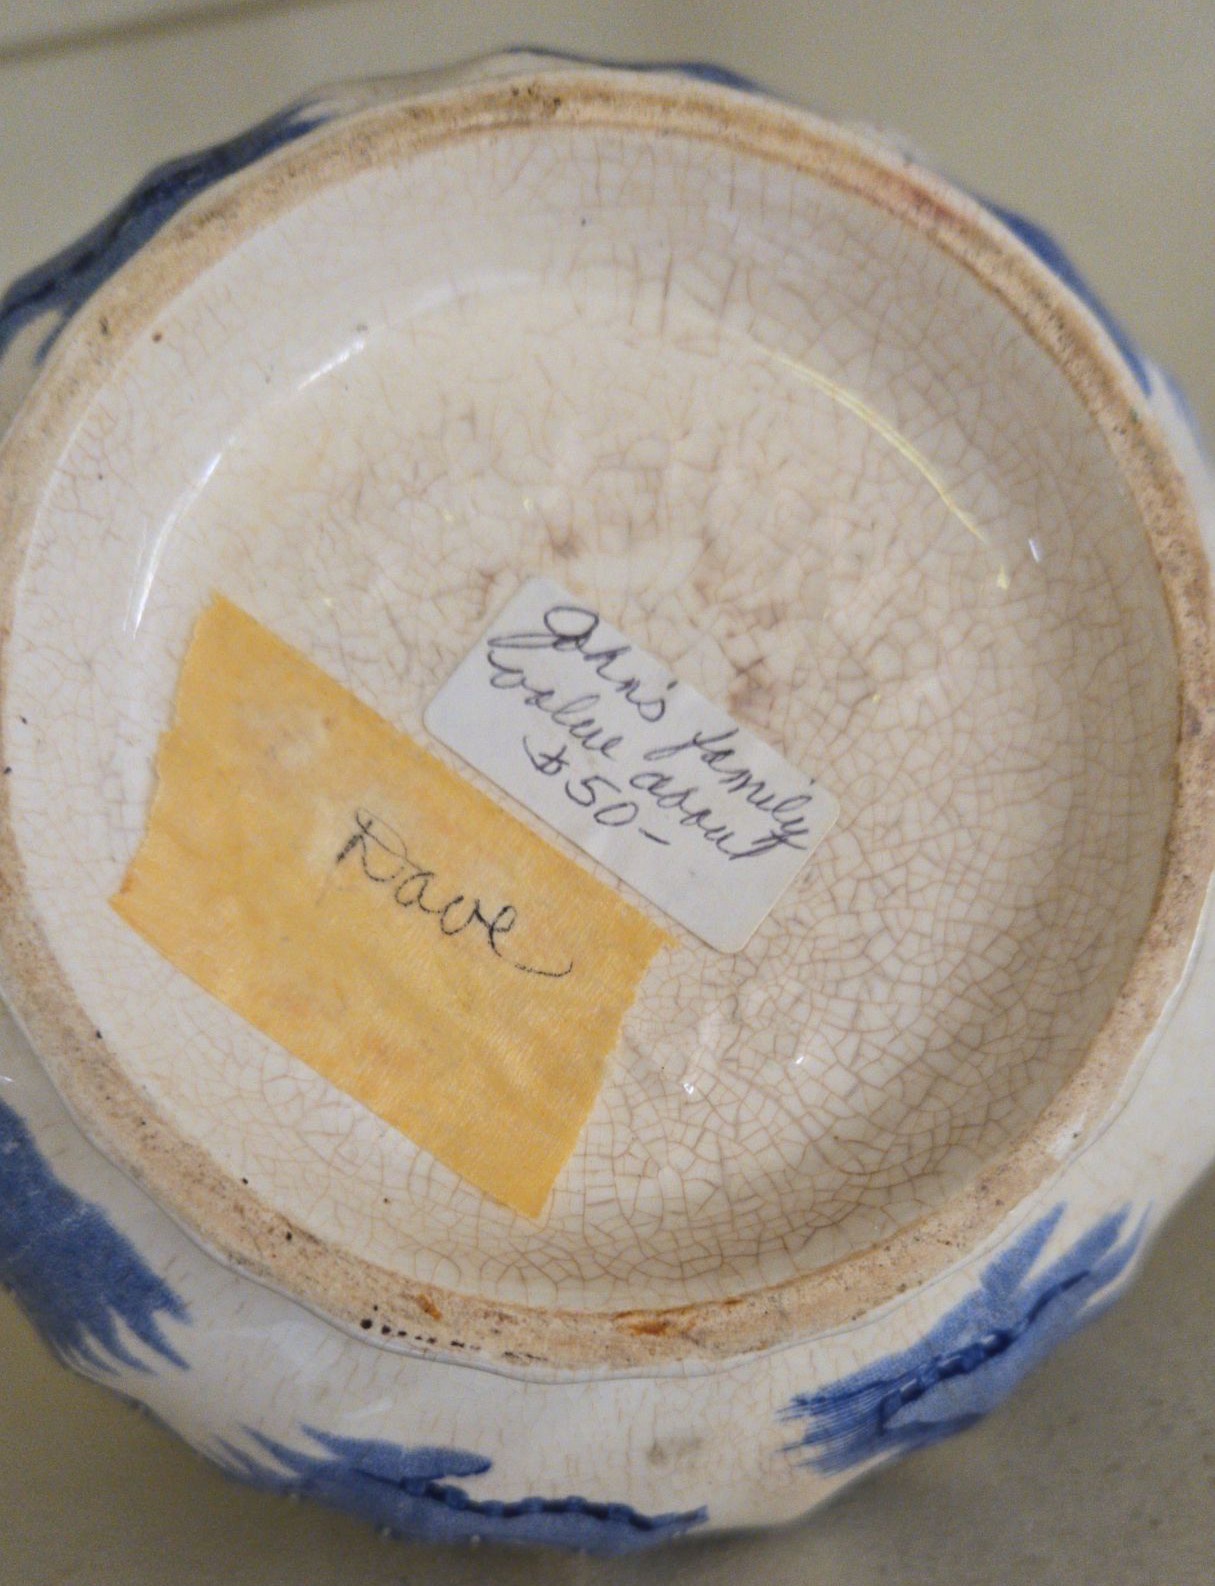 John's family
value about
$50-
Dave